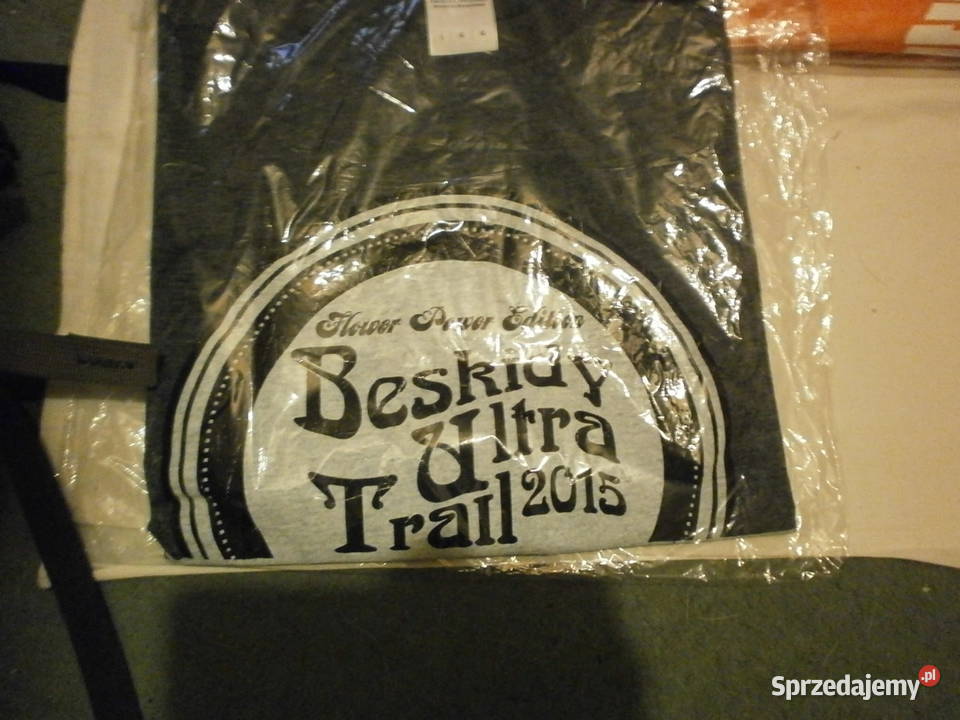 Flower Power Edition
Beskidy
Ultra
Trail 2015
Sprzedajemy.pl